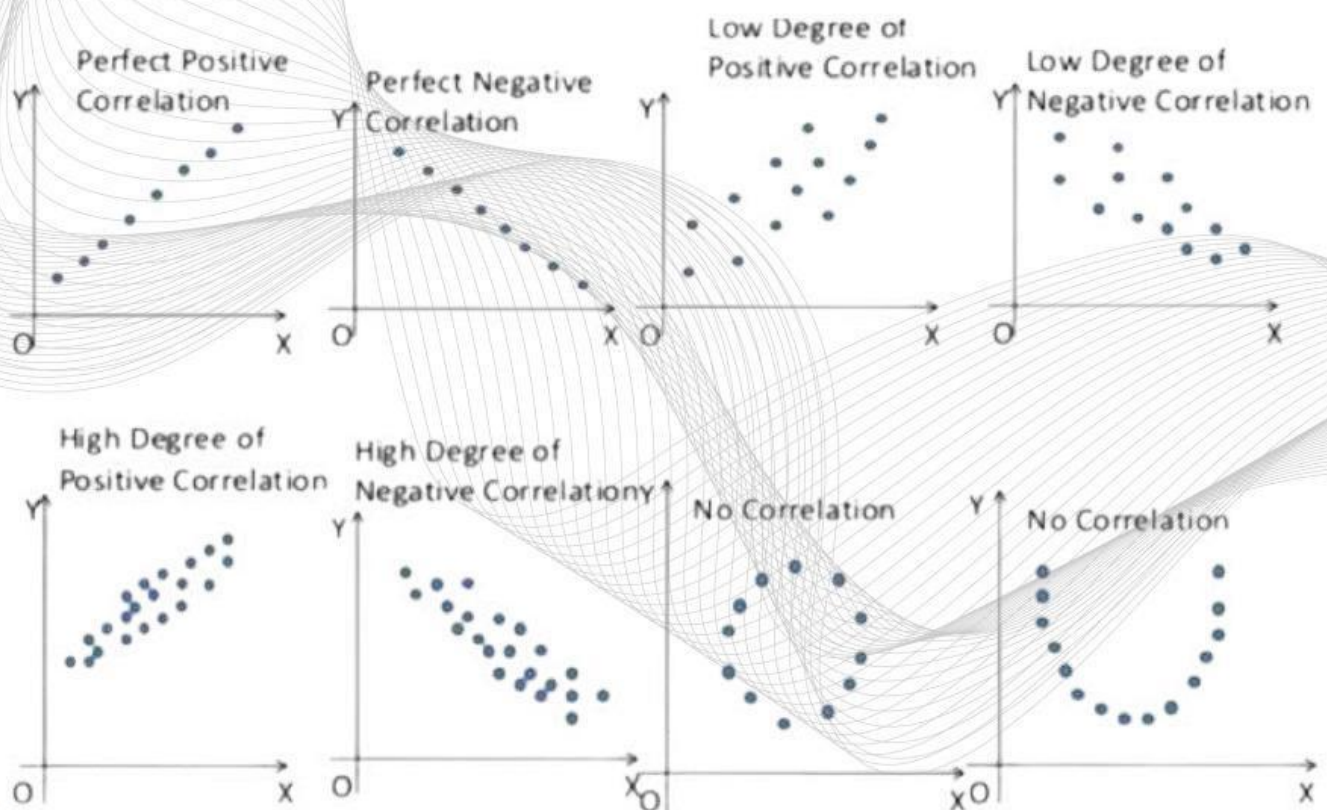 Perfect Positive
Correlation
Y
O
X
Perfect Negative
Correlation
Y
O
X
Low Degree of
Positive Correlation
Y
O
X
Low Degree of
Negative Correlation
Y
O
X
High Degree of
Positive Correlation
Y
O
X
High Degree of
Negative Correlation
Y
O
X
No Correlation
Y
O
X
No Correlation
Y
O
X